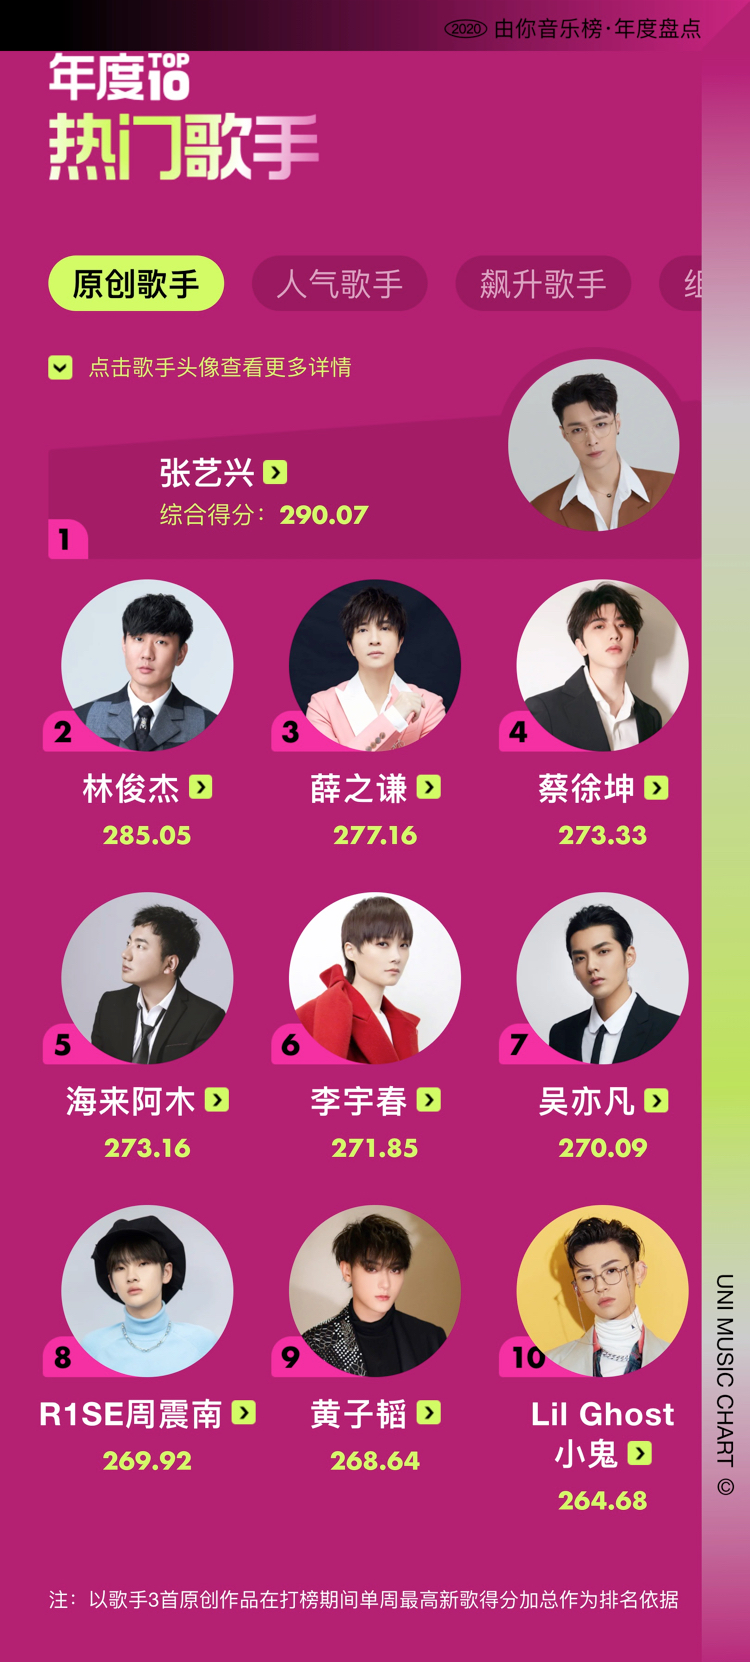 2020 由你音乐榜·年度盘点
年度TOP10
热门歌手
原创歌手
人气歌手
飙升歌手
点击歌手头像查看更多详情
张艺兴
综合得分：290.07
1
2
林俊杰
285.05
3
薛之谦
277.16
4
蔡徐坤
273.33
5
海来阿木
273.16
6
李宇春
271.85
7
吴亦凡
270.09
8
R1SE周震南
269.92
9
黄子韬
268.64
10
Lil Ghost
小鬼
264.68
UNI MUSIC CHART ©
注：以歌手3首原创作品在打榜期间单周最高新歌得分加总作为排名依据